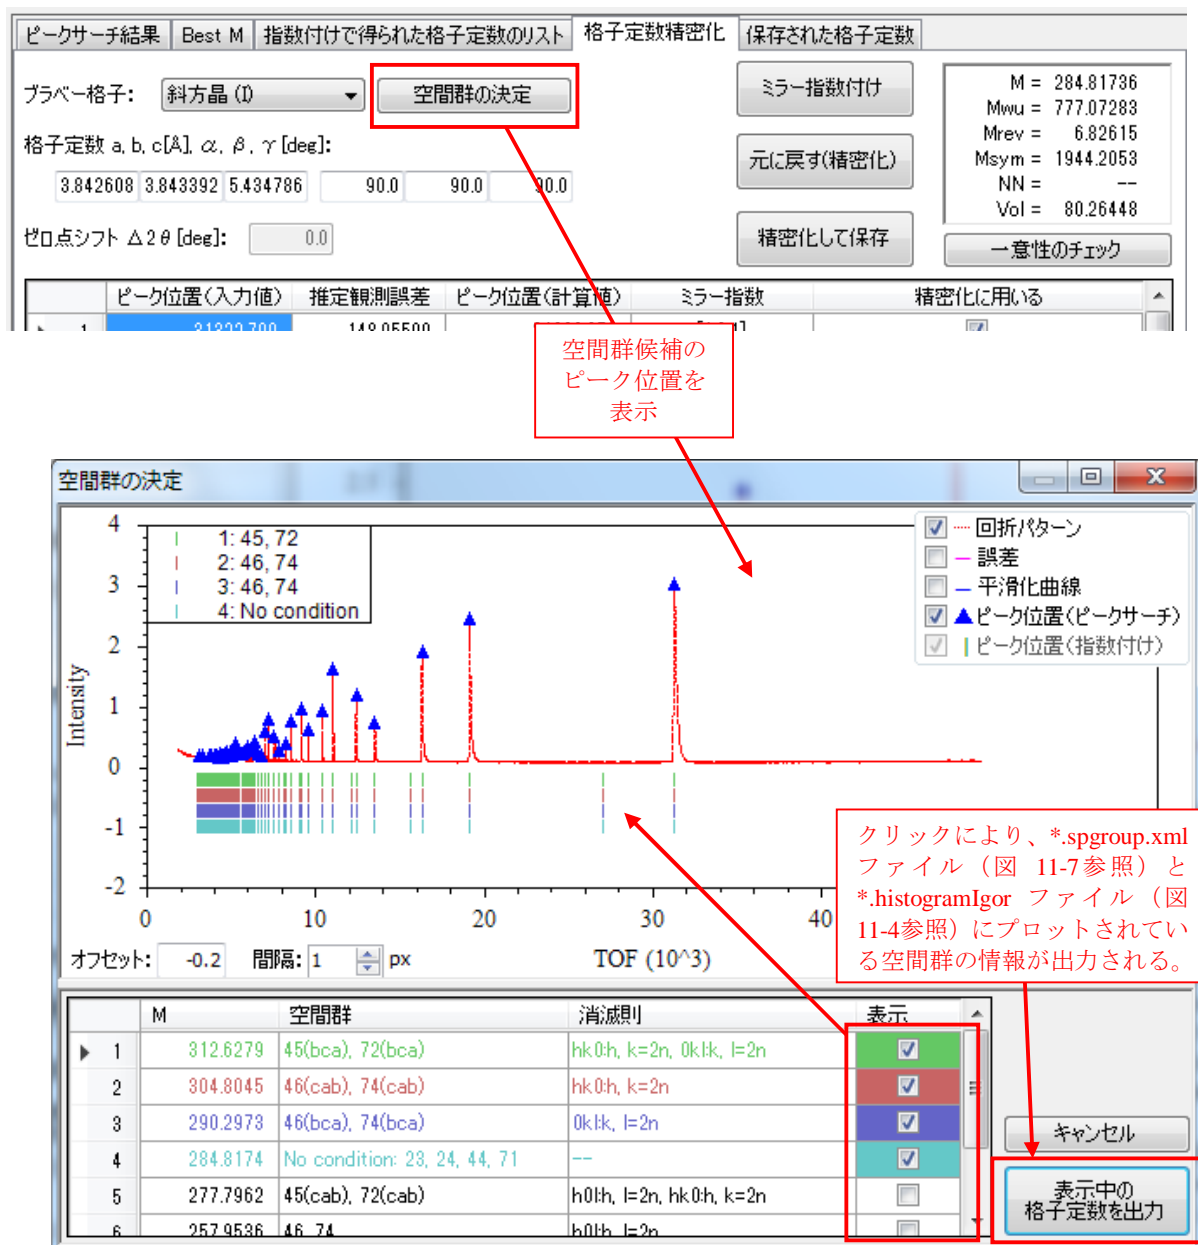 ピークサーチ結果 Best M 指数付けで得られた格子定数のリスト 格子定数精密化 保存された格子定数
ブラベー格子: 斜方晶 (I) 空間群の決定
ミラー指数付け
格子定数 a, b, c[Å], α, β, γ [deg]:
元に戻す(精密化)
3.842608 3.843392 5.434786 90.0 90.0 90.0
ゼロ点シフト Δ2θ [deg]: 0.0
精密化して保存
M = 284.81736
Mwu = 777.07283
Mrev = 6.82615
Msym = 1944.2053
NN = --
Vol = 80.26448
一意性のチェック
ピーク位置(入力値) 推定観測誤差 ピーク位置(計算値) ミラー指数 精密化に用いる
空間群候補の
ピーク位置を
表示
空間群の決定
1: 45, 72
2: 46, 74
3: 46, 74
4: No condition
回折パターン
誤差
平滑化曲線
ピーク位置(ピークサーチ)
ピーク位置(指数付け)
Intensity
4
3
2
1
0
-1
-2
0 10 20 30 40
TOF (10^3)
オフセット: -0.2 間隔: 1 px
クリックにより、*.spgroup.xml
ファイル（図 11-7参照）と
*.histogramIgor ファイル（図
11-4参照）にプロットされてい
る空間群の情報が出力される。
M 空間群 消滅則 表示
1 312.6279 45(bca), 72(bca) hk0:h, k=2n, 0kl:k, l=2n
2 304.8045 46(cab), 74(cab) hk0:h, k=2n
3 290.2973 46(bca), 74(bca) 0kl:k, l=2n
4 284.8174 No condition: 23, 24, 44, 71 --
5 277.7962 45(cab), 72(cab) h0l:h, l=2n, hk0:h, k=2n
6 257.9536 46, 74 h0l:h, l=2n
キャンセル
表示中の
格子定数を出力